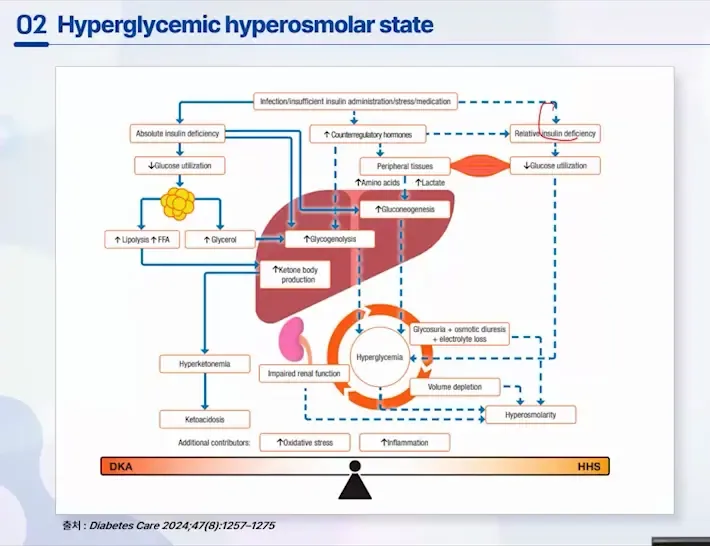 02 Hyperglycemic hyperosmolar state
Infection/insufficient insulin administration/stress/medication
Absolute insulin deficiency
↑ Counterregulatory hormones
Relative insulin deficiency
↓Glucose utilization
Peripheral tissues
↓Glucose utilization
↑Amino acids
↑Lactate
↑Gluconeogenesis
↑ Lipolysis ↑ FFA
↑ Glycerol
↑Glycogenolysis
↑Ketone body
production
Glycosuria + osmotic diuresis
+ electrolyte loss
Hyperglycemia
Hyperketonemia
Impaired renal function
Volume depletion
Hyperosmolarity
Ketoacidosis
Additional contributors:
↑Oxidative stress
↑Inflammation
DKA
HHS
출처 : Diabetes Care 2024;47(8):1257–1275